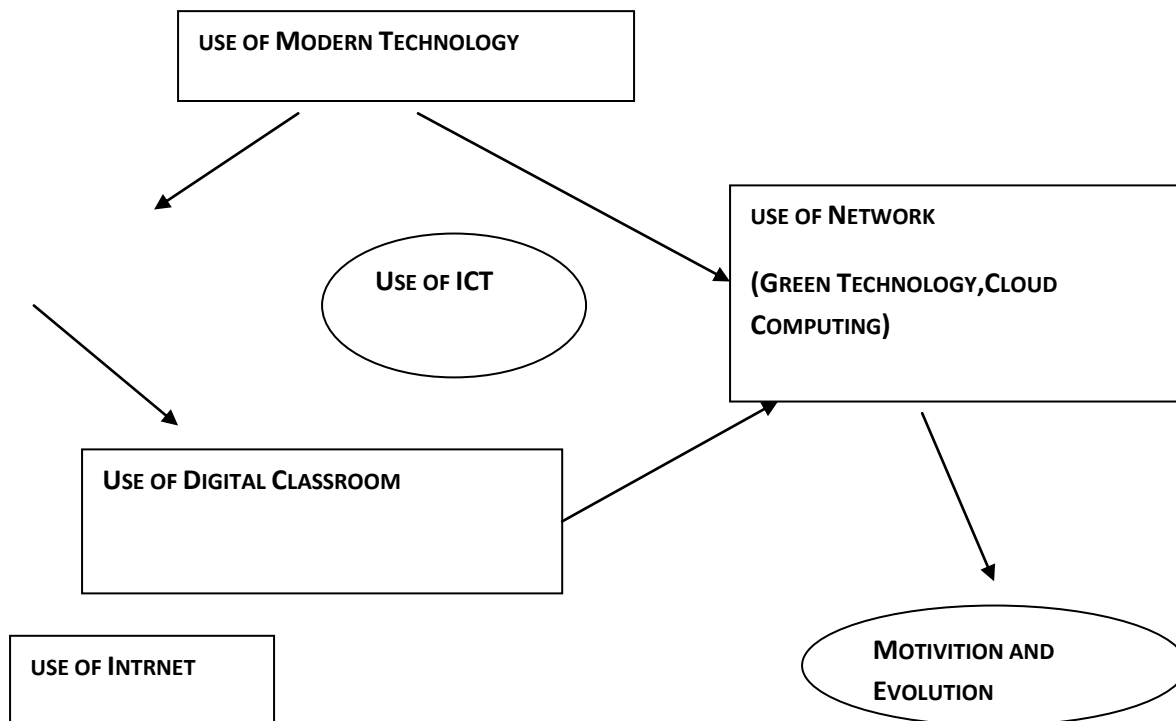 USE OF MODERN TECHNOLOGY
USE OF NETWORK
(GREEN TECHNOLOGY,CLOUD
COMPUTING)
USE OF ICT
USE OF DIGITAL CLASSROOM
USE OF INTRNET
MOTIVITION AND
EVOLUTION